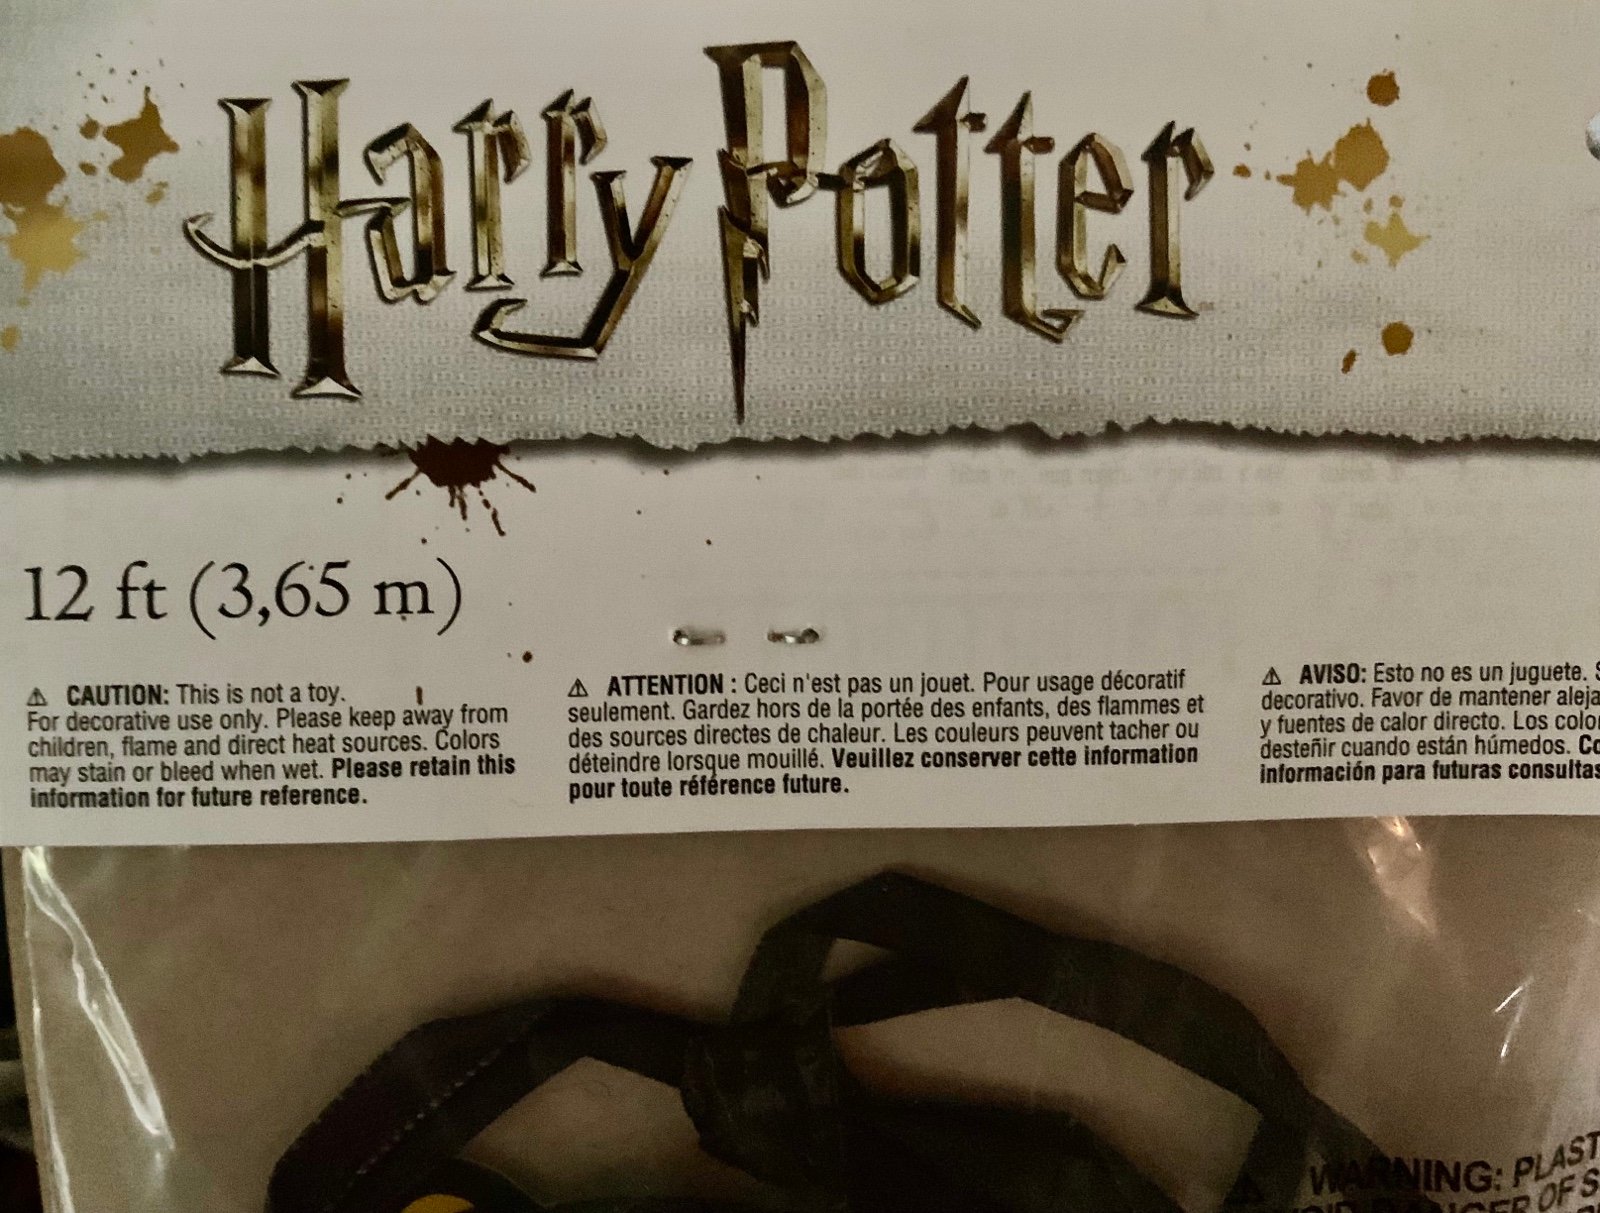 Harry Potter
12 ft (3,65 m)
⚠ CAUTION: This is not a toy.
For decorative use only. Please keep away from
children, flame and direct heat sources. Colors
may stain or bleed when wet. Please retain this
information for future reference.
⚠ ATTENTION : Ceci n'est pas un jouet. Pour usage décoratif
seulement. Gardez hors de la portée des enfants, des flammes et
des sources directes de chaleur. Les couleurs peuvent tacher ou
déteindre lorsque mouillé. Veuillez conserver cette information
pour toute référence future.
⚠ AVISO: Esto no es un juguete.
decorativo. Favor de mantener aleja
y fuentes de calor directo. Los colo
desteñir cuando están húmedos.
información para futuras consultas
WARNING: PLAST
DANGER OF S